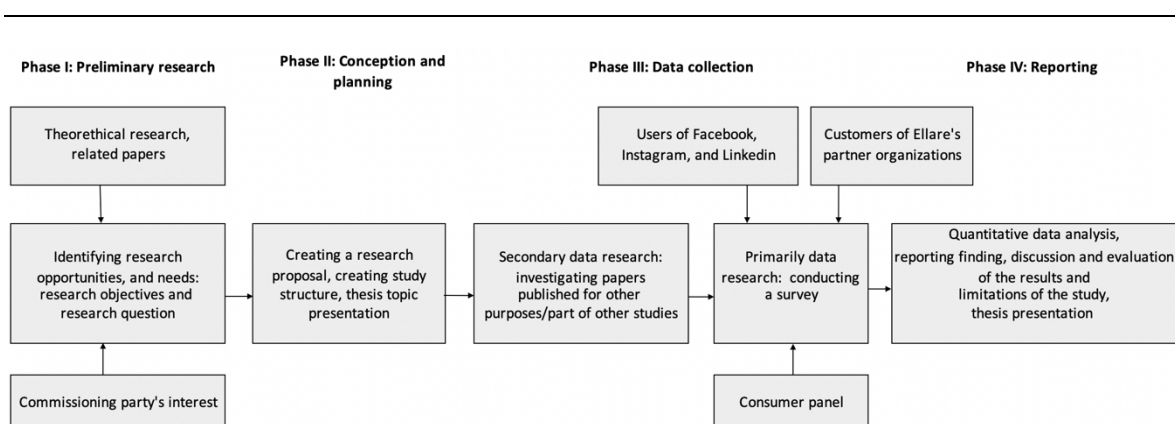 Phase I: Preliminary research
Phase II: Conception and
planning
Phase III: Data collection
Phase IV: Reporting
Theorethical research,
related papers
Users of Facebook,
Instagram, and Linkedin
Customers of Ellare's
partner organizations
Identifying research
opportunities, and needs:
research objectives and
research question
Creating a research
proposal, creating study
structure, thesis topic
presentation
Secondary data research:
investigating papers
published for other
purposes/part of other studies
Primarily data
research: conducting
a survey
Quantitative data analysis,
reporting finding, discussion and evaluation
of the results and
limitations of the study,
thesis presentation
Commissioning party's interest
Consumer panel